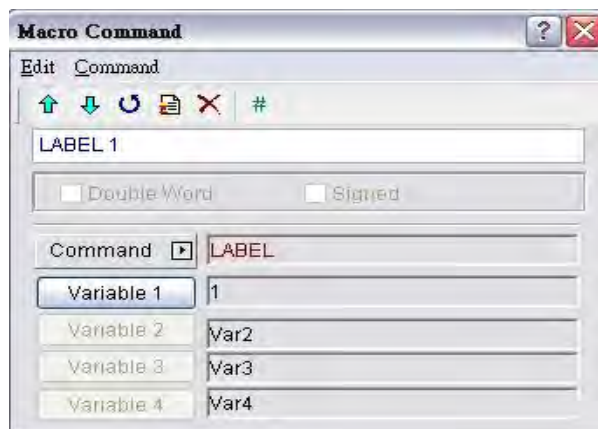 Macro Command
Edit Command
#
LABEL 1
Double Word Signed
Command LABEL
Variable 1 1
Variable 2 Var2
Variable 3 Var3
Variable 4 Var4